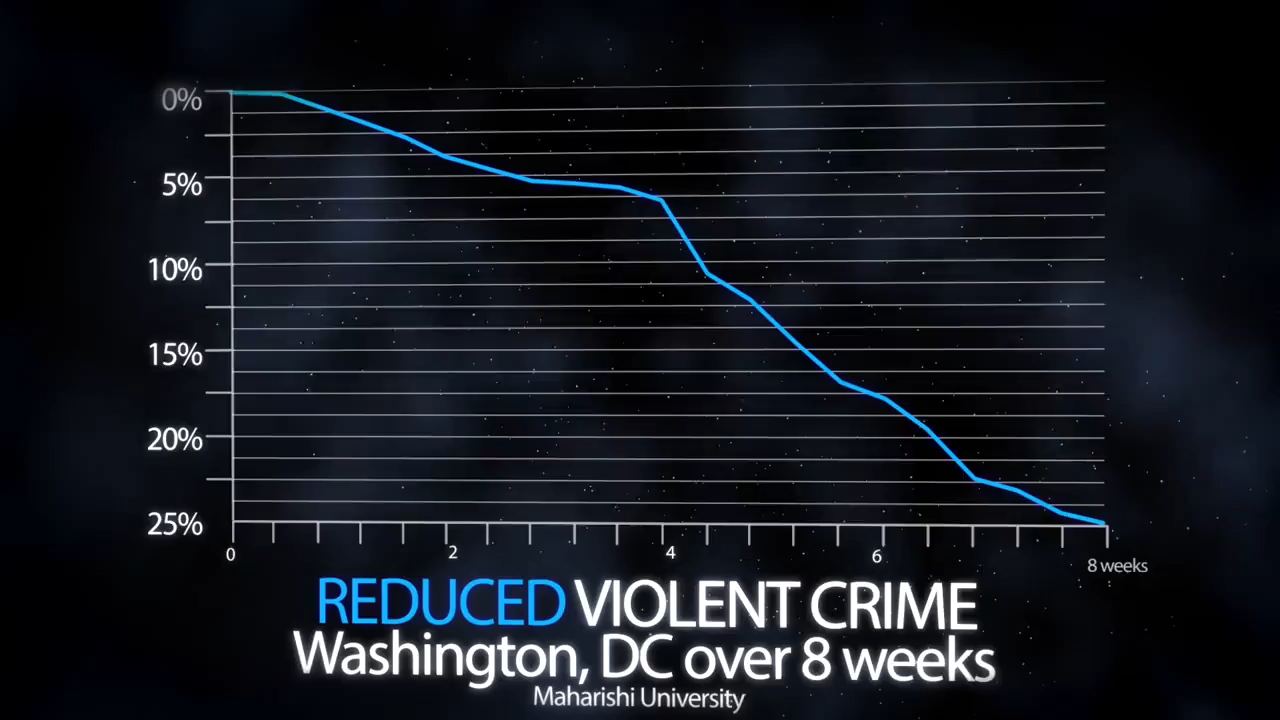 0%
5%
10%
15%
20%
25%
0 2 4 6 8 weeks
REDUCED VIOLENT CRIME
Washington, DC over 8 weeks
Maharishi University